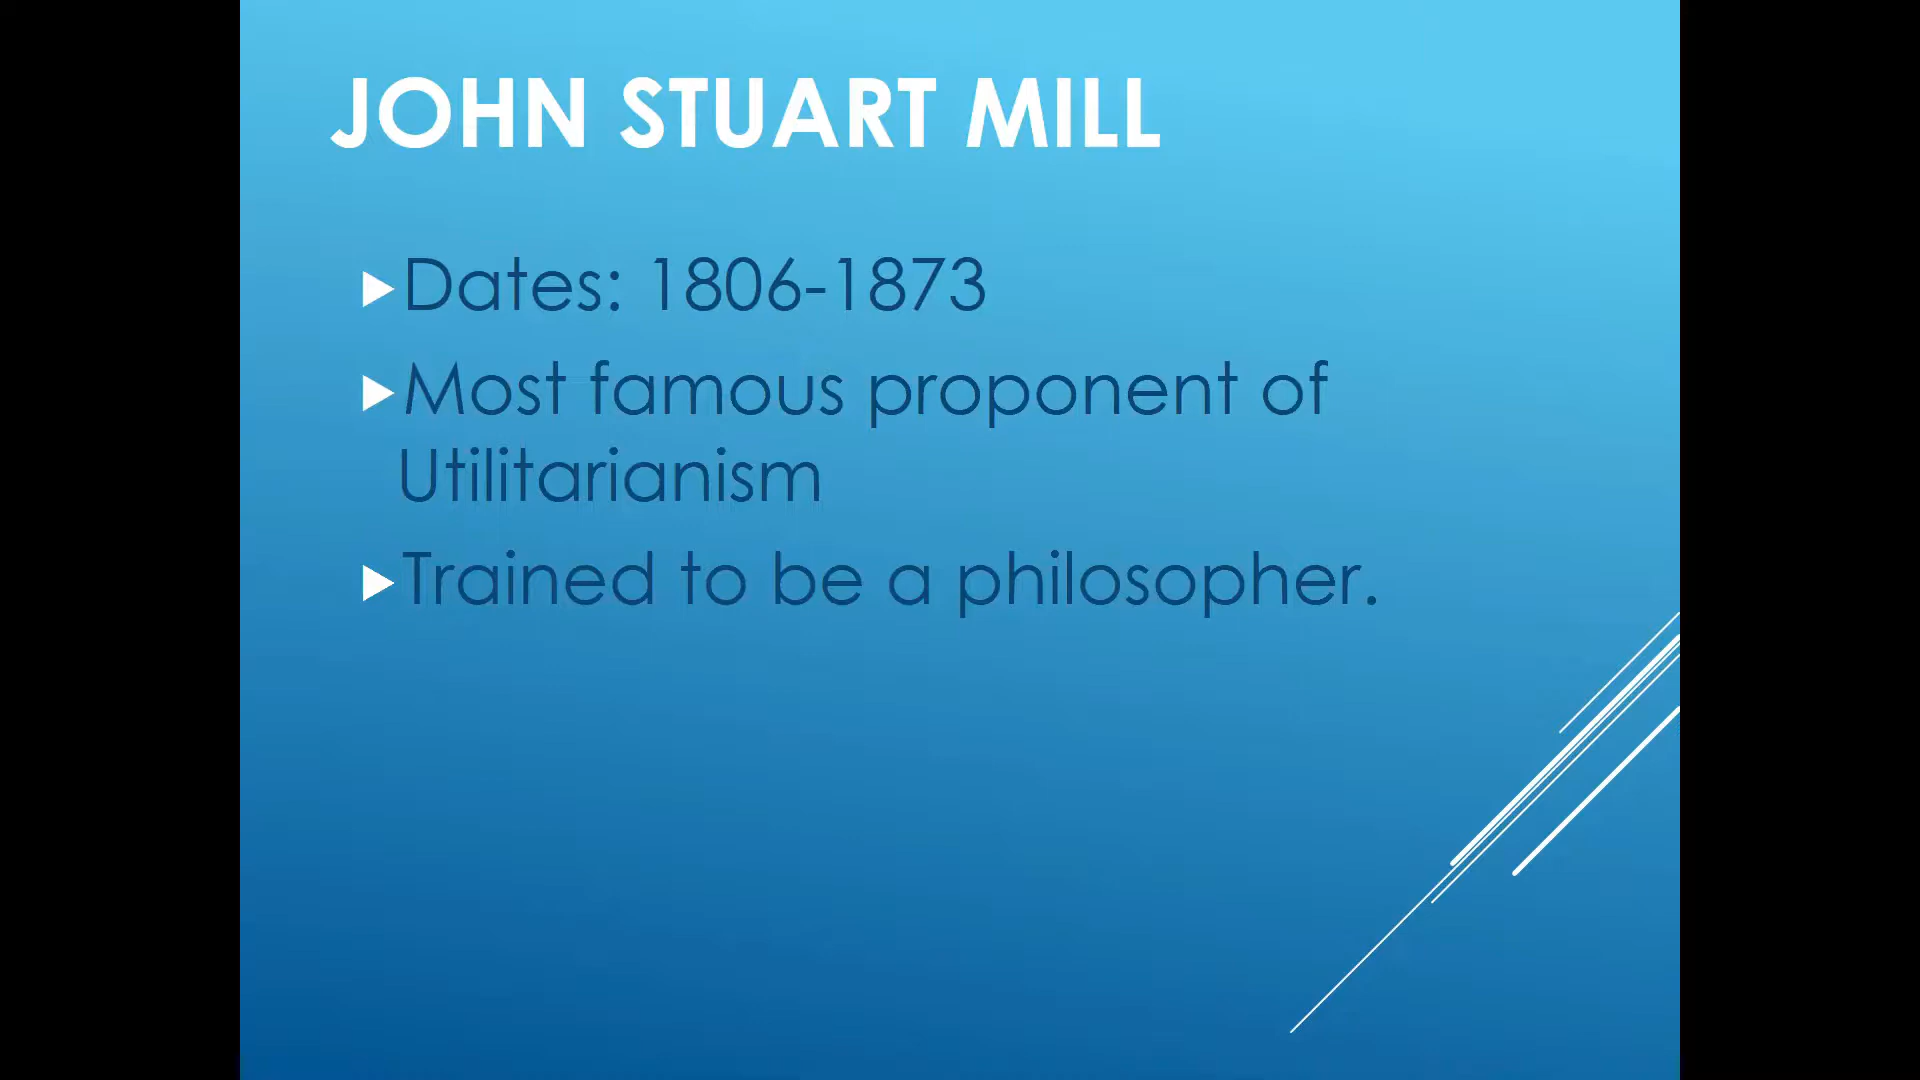 JOHN STUART MILL
Dates: 1806-1873
Most famous proponent of
Utilitarianism
Trained to be a philosopher.